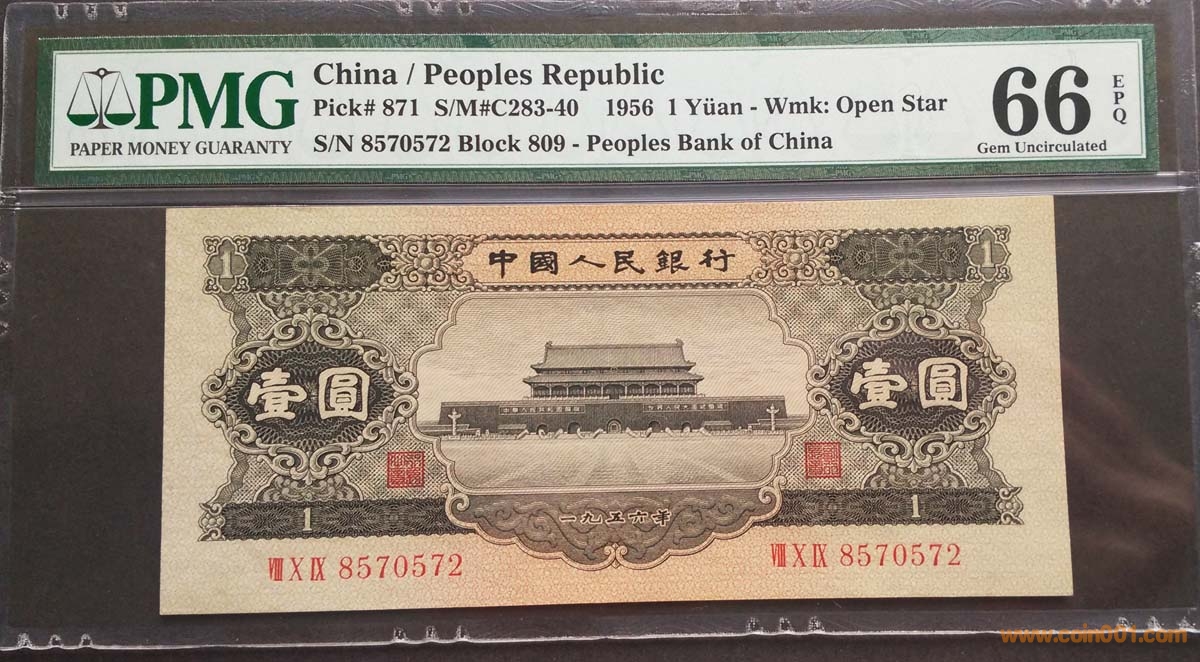 PMG
PAPER MONEY GUARANTY
China / Peoples Republic
Pick# 871 S/M#C283-40 1956 1 Yüan - Wmk: Open Star
S/N 8570572 Block 809 - Peoples Bank of China
66 EPQ
Gem Uncirculated
1 中國人民銀行 1
壹圓 壹圓
1 1
一九五六年
VIII X IX 8570572 VIII X IX 8570572
www.coin001.com